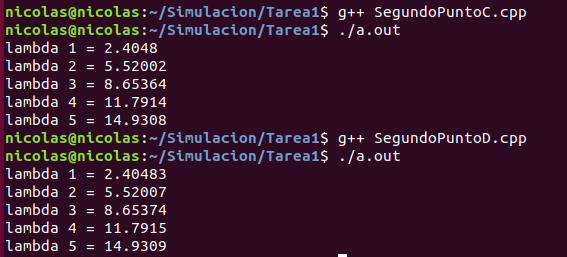 nicolas@nicolas:~/Simulacion/Tarea1$ g++ SegundoPuntoC.cpp
nicolas@nicolas:~/Simulacion/Tarea1$ ./a.out
lambda 1 = 2.4048
lambda 2 = 5.52002
lambda 3 = 8.65364
lambda 4 = 11.7914
lambda 5 = 14.9308
nicolas@nicolas:~/Simulacion/Tarea1$ g++ SegundoPuntoD.cpp
nicolas@nicolas:~/Simulacion/Tarea1$ ./a.out
lambda 1 = 2.40483
lambda 2 = 5.52007
lambda 3 = 8.65374
lambda 4 = 11.7915
lambda 5 = 14.9309